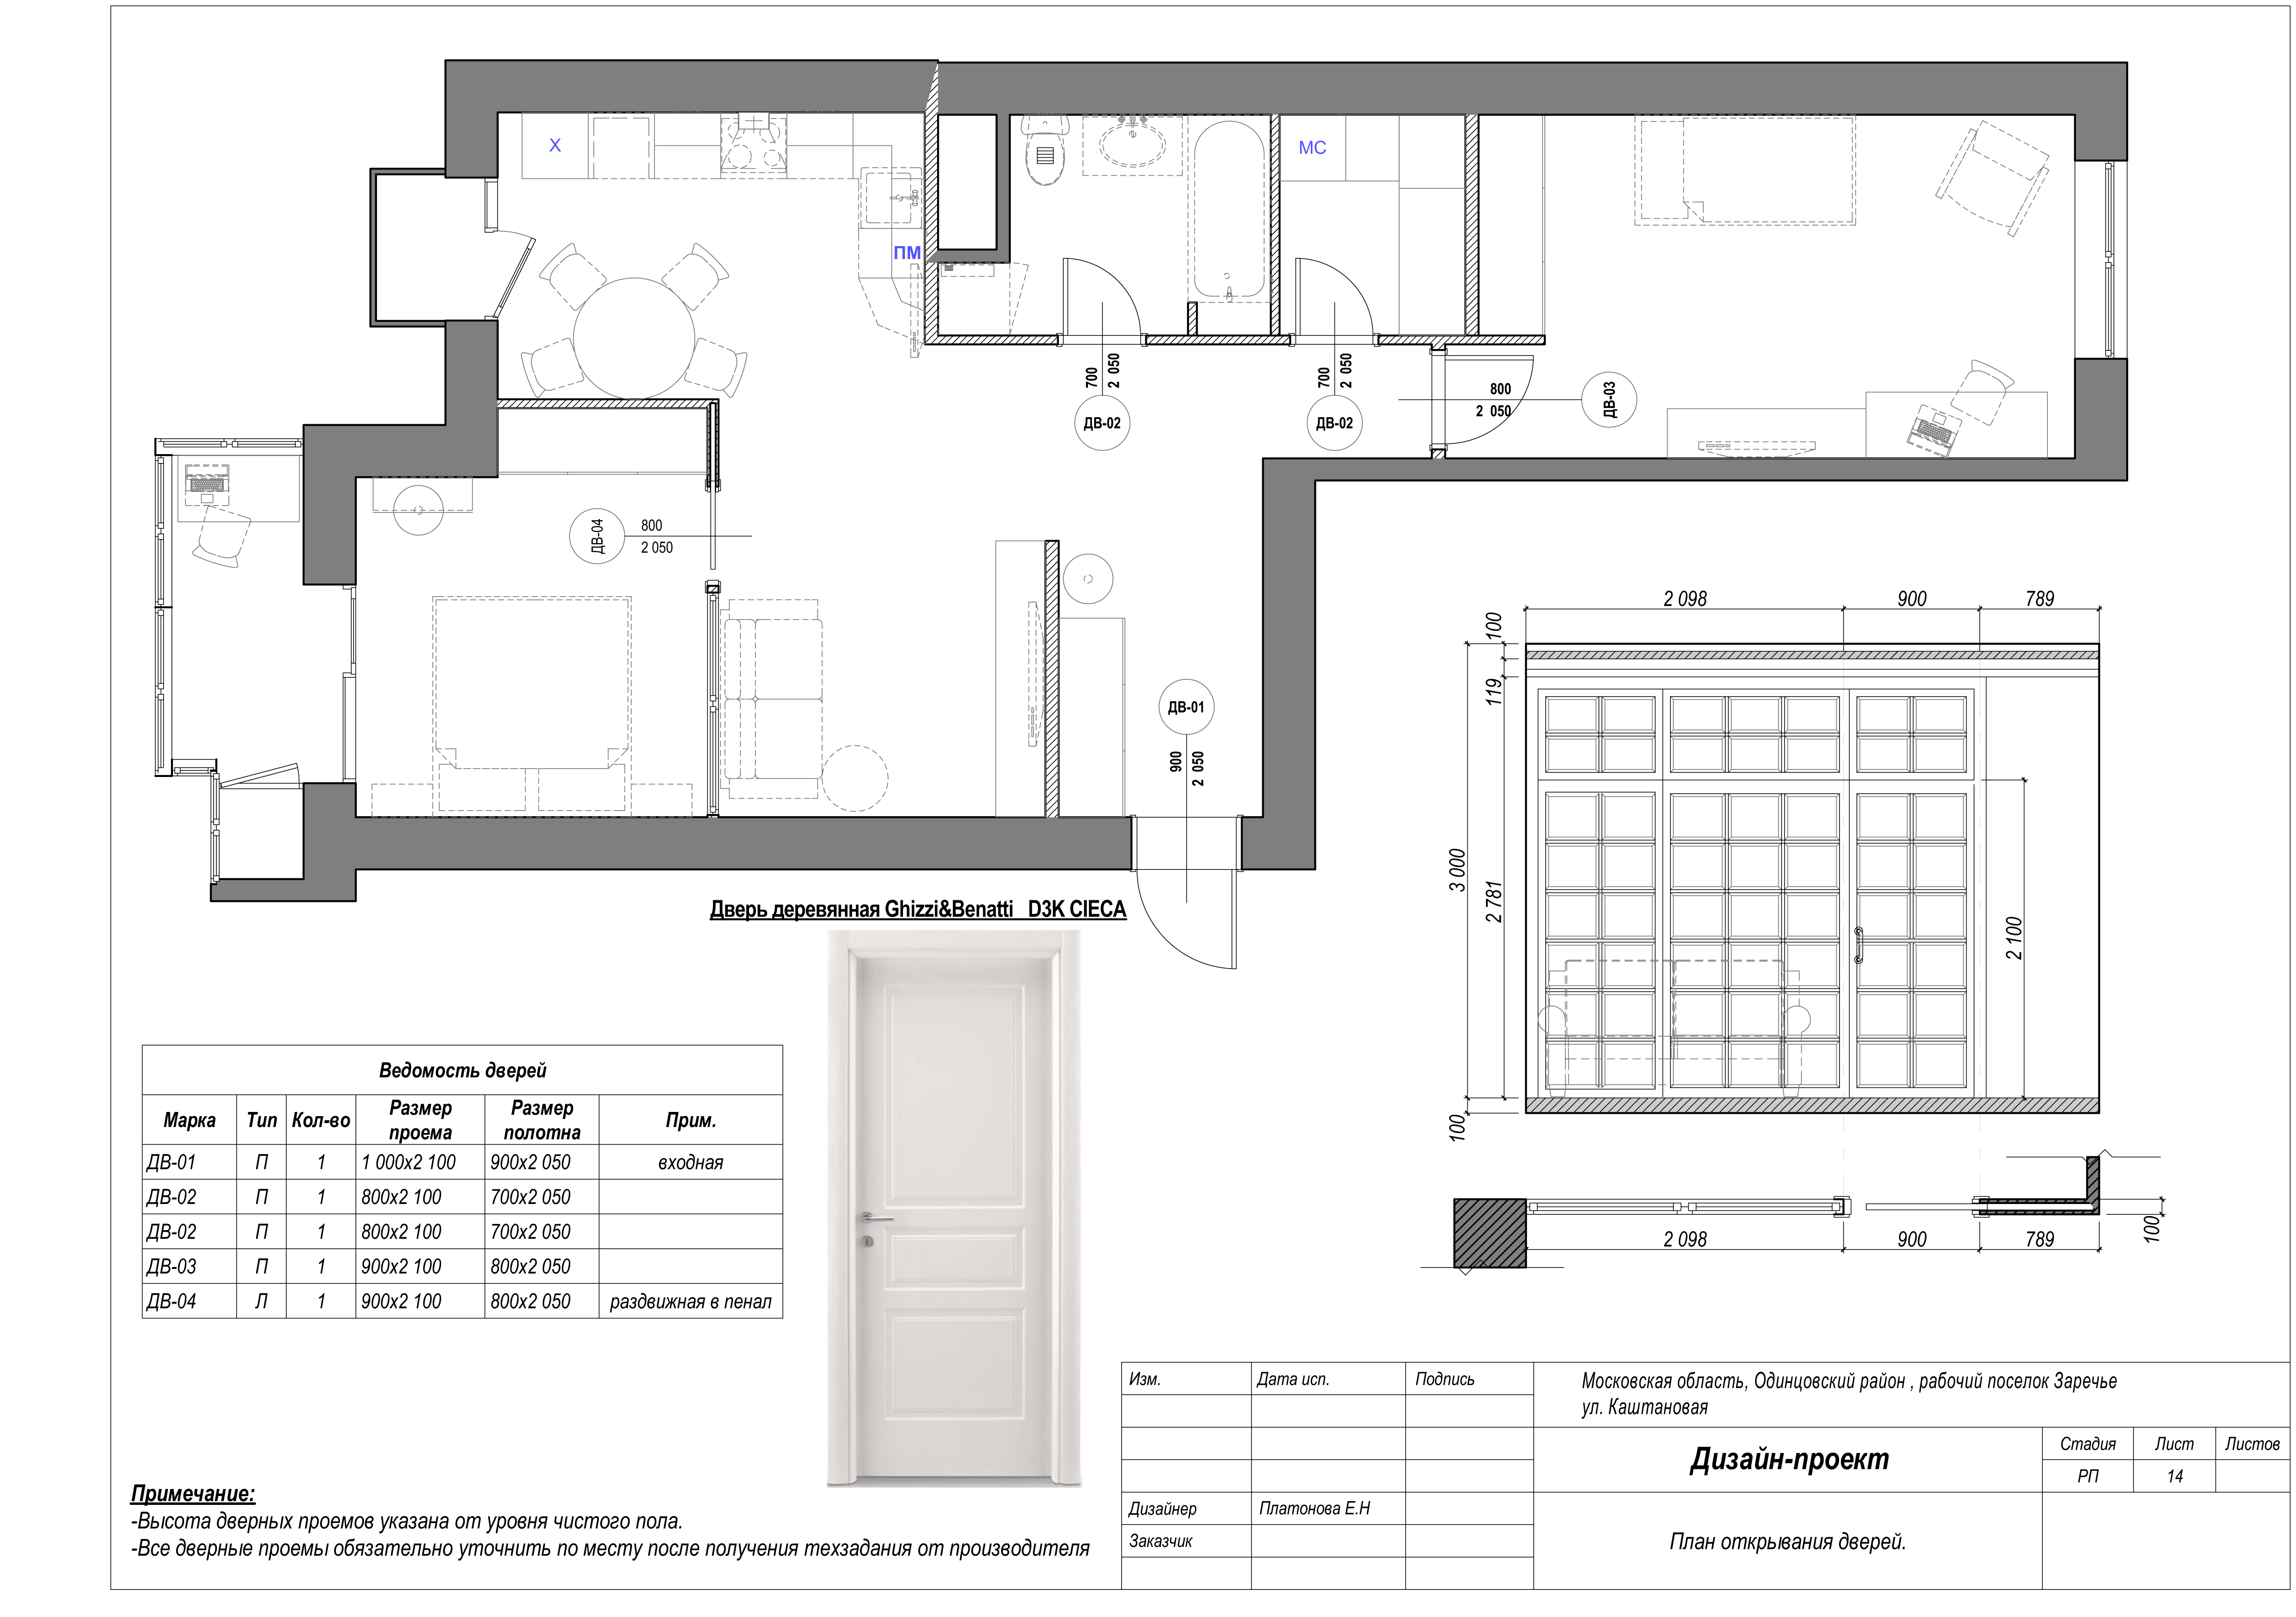 Х
ПМ
МС
700
2 050
ДВ-02
700
2 050
ДВ-02
800
2 050
ДВ-03
ДВ-04
800
2 050
ДВ-01
900
2 050
2 098
900
789
100
119
3 000
2 781
2 100
100
2 098
900
789
100
Дверь деревянная Ghizzi&Benatti D3K CIECA
Ведомость дверей
Марка Тип Кол-во Размер проема Размер полотна Прим.
ДВ-01 П 1 1 000х2 100 900х2 050 входная
ДВ-02 П 1 800х2 100 700х2 050
ДВ-02 П 1 800х2 100 700х2 050
ДВ-03 П 1 900х2 100 800х2 050
ДВ-04 Л 1 900х2 100 800х2 050 раздвижная в пенал
Примечание:
-Высота дверных проемов указана от уровня чистого пола.
-Все дверные проемы обязательно уточнить по месту после получения техзадания от производителя
Изм. Дата исп. Подпись
Московская область, Одинцовский район , рабочий поселок Заречье
ул. Каштановая
Дизайн-проект
Стадия Лист Листов
РП 14
Дизайнер Платонова Е.Н
Заказчик
План открывания дверей.